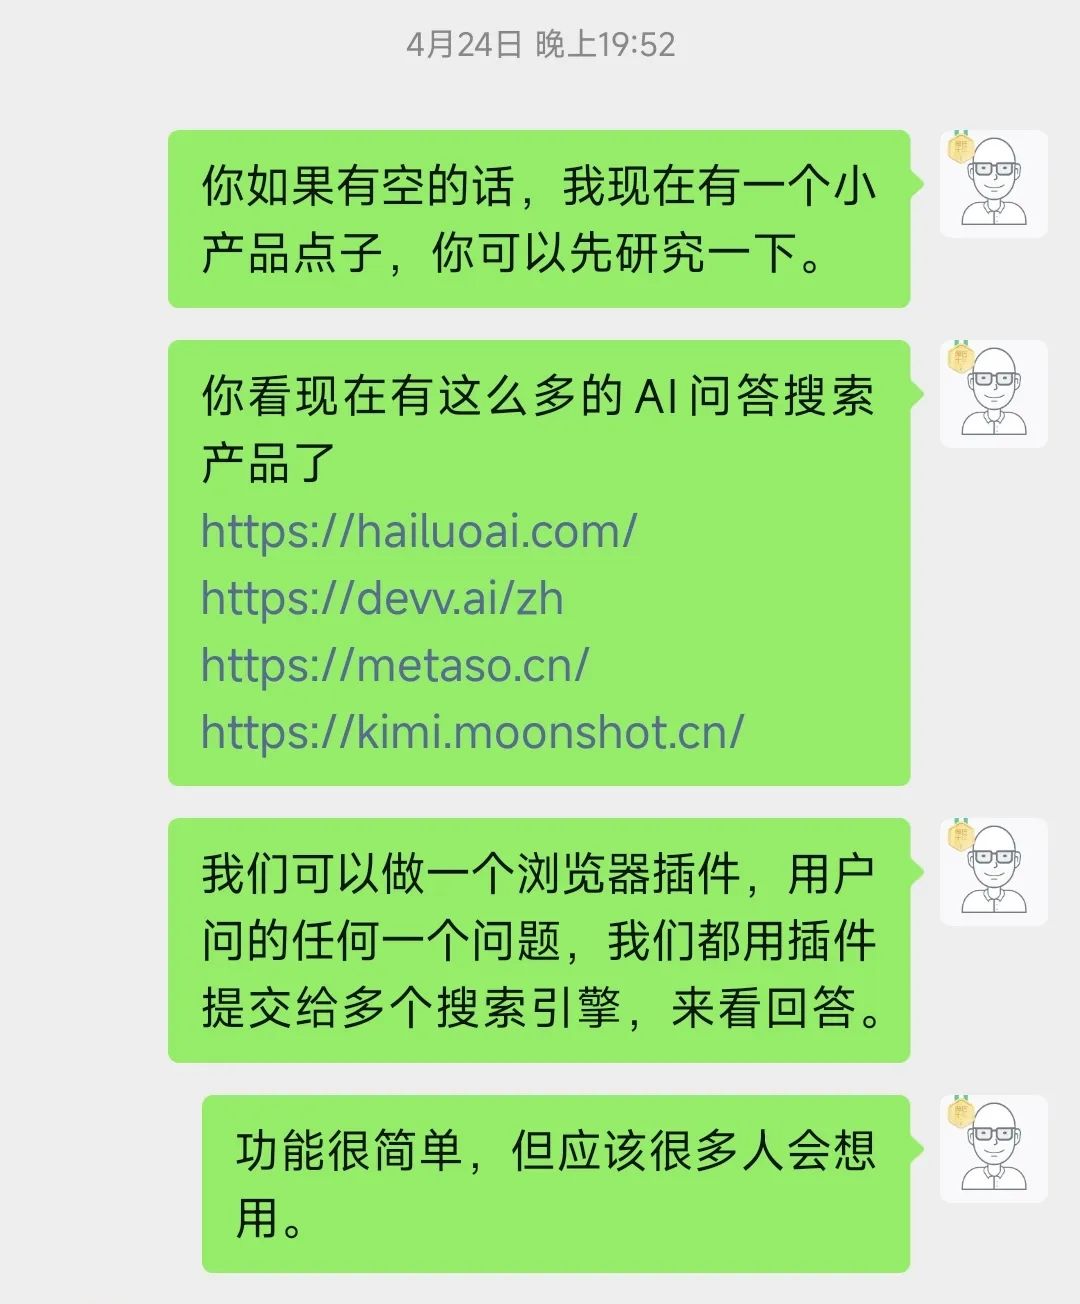 4月24日 晚上19:52
你如果有空的话，我现在有一个小
产品点子，你可以先研究一下。
你看现在有这么多的AI问答搜索
产品了
https://hailuoai.com/
https://devv.ai/zh
https://metaso.cn/
https://kimi.moonshot.cn/
我们可以做一个浏览器插件，用户
问的任何一个问题，我们都用插件
提交给多个搜索引擎，来看回答。
功能很简单，但应该很多人会想
用。